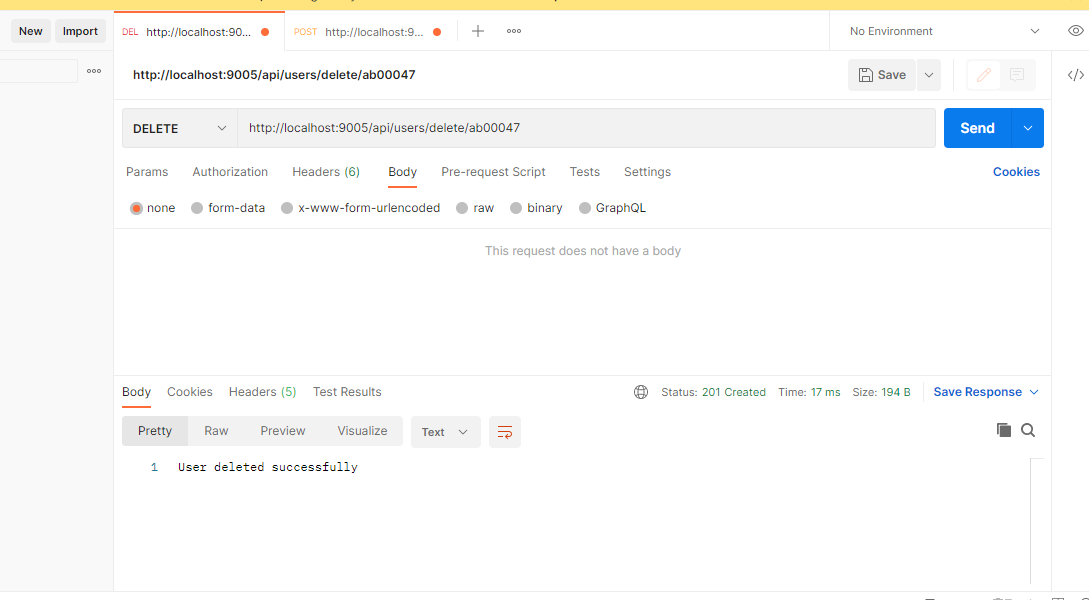 New Import DEL http://localhost:90... POST http://localhost:9... No Environment
http://localhost:9005/api/users/delete/ab00047 Save
DELETE http://localhost:9005/api/users/delete/ab00047 Send
Params Authorization Headers (6) Body Pre-request Script Tests Settings Cookies
none form-data x-www-form-urlencoded raw binary GraphQL
This request does not have a body
Body Cookies Headers (5) Test Results Status: 201 Created Time: 17 ms Size: 194 B Save Response
Pretty Raw Preview Visualize Text
1 User deleted successfully